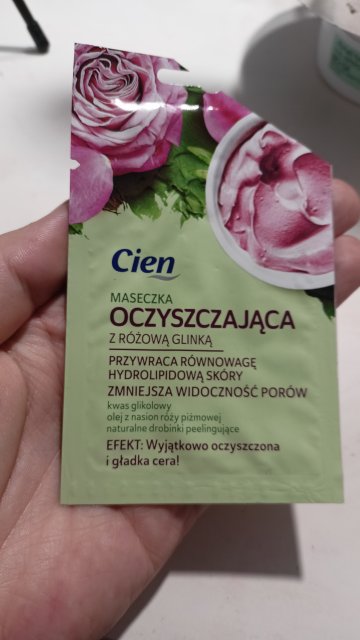 Cien
MASECZKA
OCZYSZCZAJĄCA
Z RÓŻOWĄ GLINKĄ
PRZYWRACA RÓWNOWAGĘ
HYDROLIPIDOWĄ SKÓRY
ZMNIEJSZA WIDOCZNOŚĆ PORÓW
kwas glikolowy
olej z nasion róży piżmowej
naturalne drobinki peelingujące
EFEKT: Wyjątkowo oczyszczona
i gładka cera!